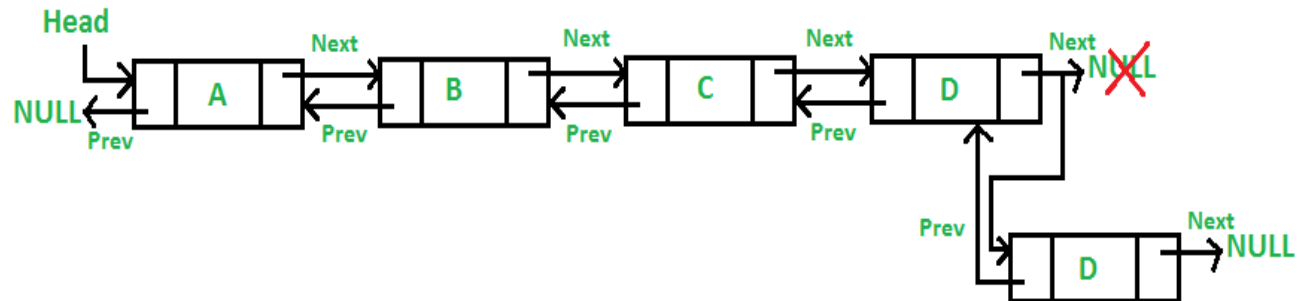 Head
Next Next Next Next
A B C D NULL
NULL
Prev Prev Prev Prev
Prev Next
D NULL